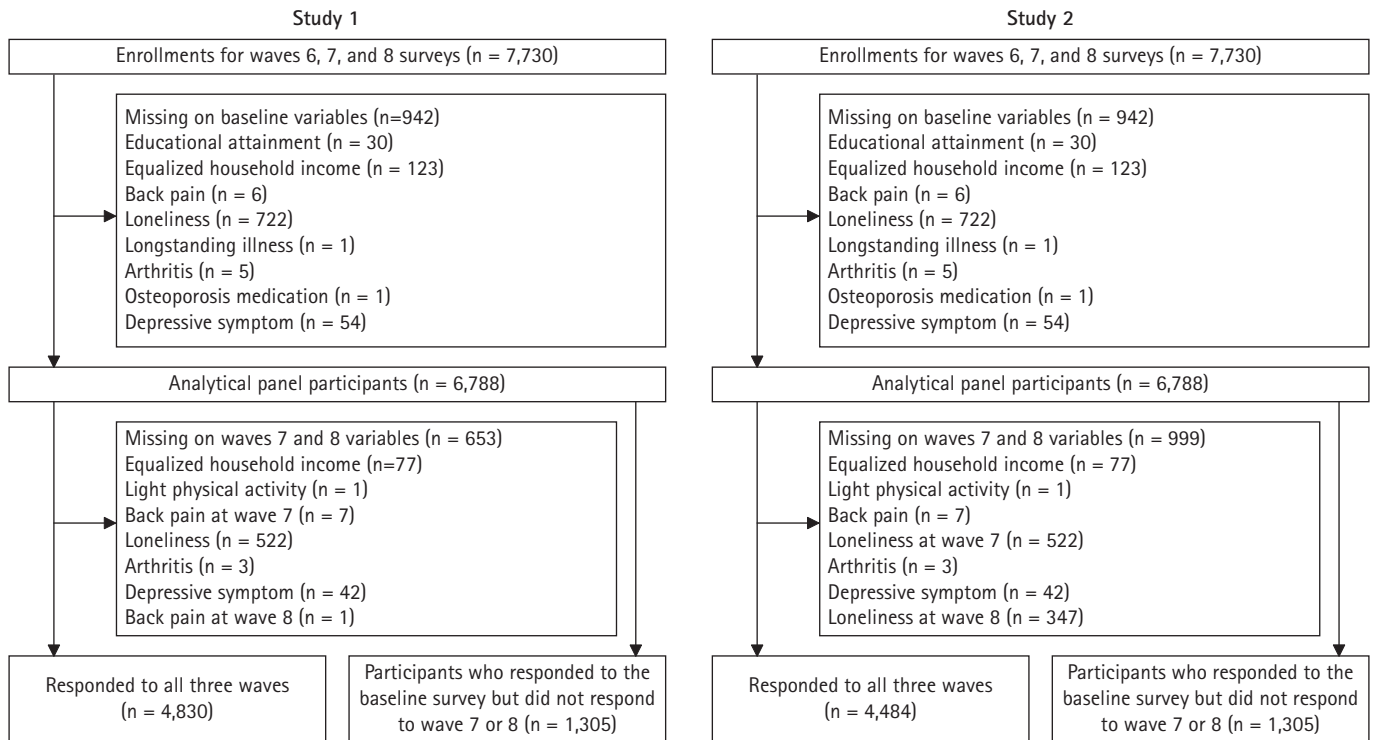 Study 1
Enrollments for waves 6, 7, and 8 surveys (n = 7,730)
Missing on baseline variables (n=942)
Educational attainment (n = 30)
Equalized household income (n = 123)
Back pain (n = 6)
Loneliness (n = 722)
Longstanding illness (n = 1)
Arthritis (n = 5)
Osteoporosis medication (n = 1)
Depressive symptom (n = 54)
Analytical panel participants (n = 6,788)
Missing on waves 7 and 8 variables (n = 653)
Equalized household income (n=77)
Light physical activity (n = 1)
Back pain at wave 7 (n = 7)
Loneliness (n = 522)
Arthritis (n = 3)
Depressive symptom (n = 42)
Back pain at wave 8 (n = 1)
Responded to all three waves
(n = 4,830)
Participants who responded to the
baseline survey but did not respond
to wave 7 or 8 (n = 1,305)
Study 2
Enrollments for waves 6, 7, and 8 surveys (n = 7,730)
Missing on baseline variables (n = 942)
Educational attainment (n = 30)
Equalized household income (n = 123)
Back pain (n = 6)
Loneliness (n = 722)
Longstanding illness (n = 1)
Arthritis (n = 5)
Osteoporosis medication (n = 1)
Depressive symptom (n = 54)
Analytical panel participants (n = 6,788)
Missing on waves 7 and 8 variables (n = 999)
Equalized household income (n = 77)
Light physical activity (n = 1)
Back pain (n = 7)
Loneliness at wave 7 (n = 522)
Arthritis (n = 3)
Depressive symptom (n = 42)
Loneliness at wave 8 (n = 347)
Responded to all three waves
(n = 4,484)
Participants who responded to the
baseline survey but did not respond
to wave 7 or 8 (n = 1,305)